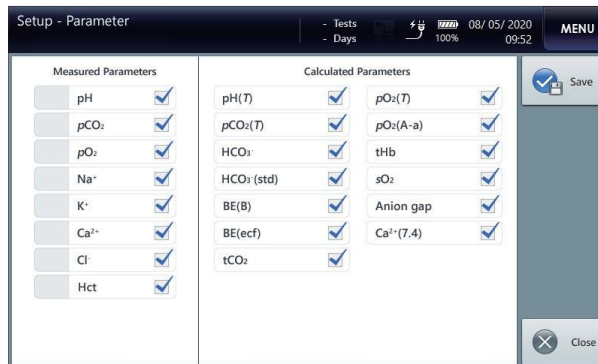 Setup - Parameter
- Tests
- Days
100%
08/ 05/ 2020
09:52
MENU
Measured Parameters
pH
pCO₂
pO₂
Na⁺
K⁺
Ca²⁺
Cl⁻
Hct
Calculated Parameters
pH(T)
pO₂(T)
pCO₂(T)
pO₂(A-a)
HCO₃⁻
tHb
HCO₃⁻(std)
sO₂
BE(B)
Anion gap
BE(ecf)
Ca²⁺(7.4)
tCO₂
Save
Close